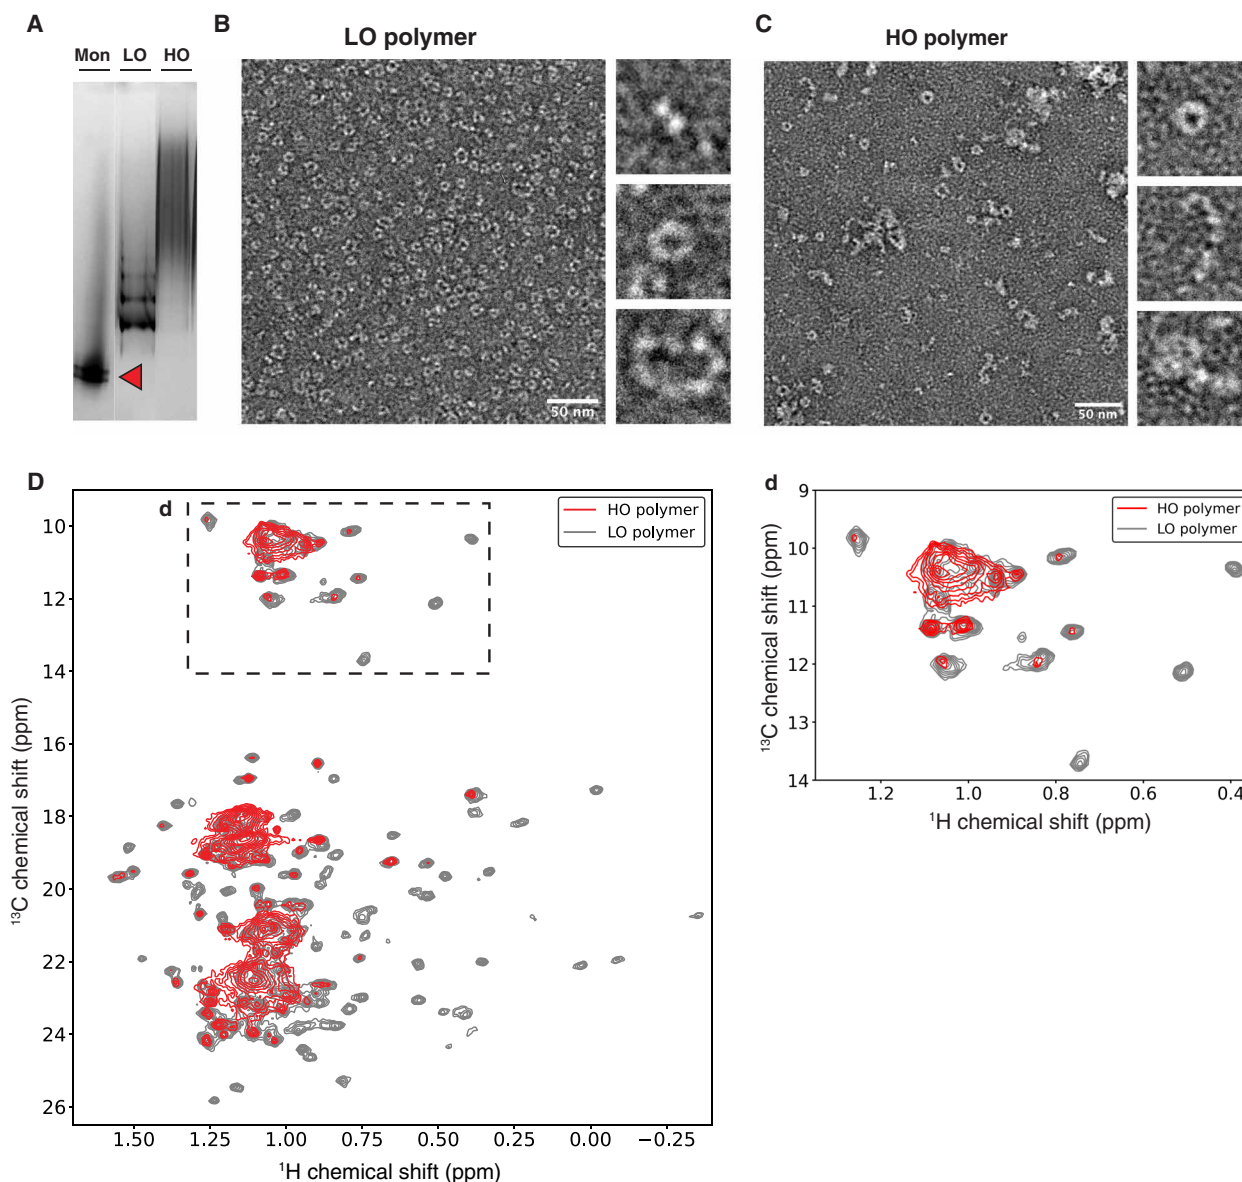 A
Mon LO HO
B
LO polymer
50 nm
C
HO polymer
50 nm
D
d
HO polymer
LO polymer
10
12
14
16
18
20
22
24
26
¹³C chemical shift (ppm)
1.50 1.25 1.00 0.75 0.50 0.25 0.00 −0.25
¹H chemical shift (ppm)
d
HO polymer
LO polymer
9
10
11
12
13
14
¹³C chemical shift (ppm)
1.2 1.0 0.8 0.6 0.4
¹H chemical shift (ppm)